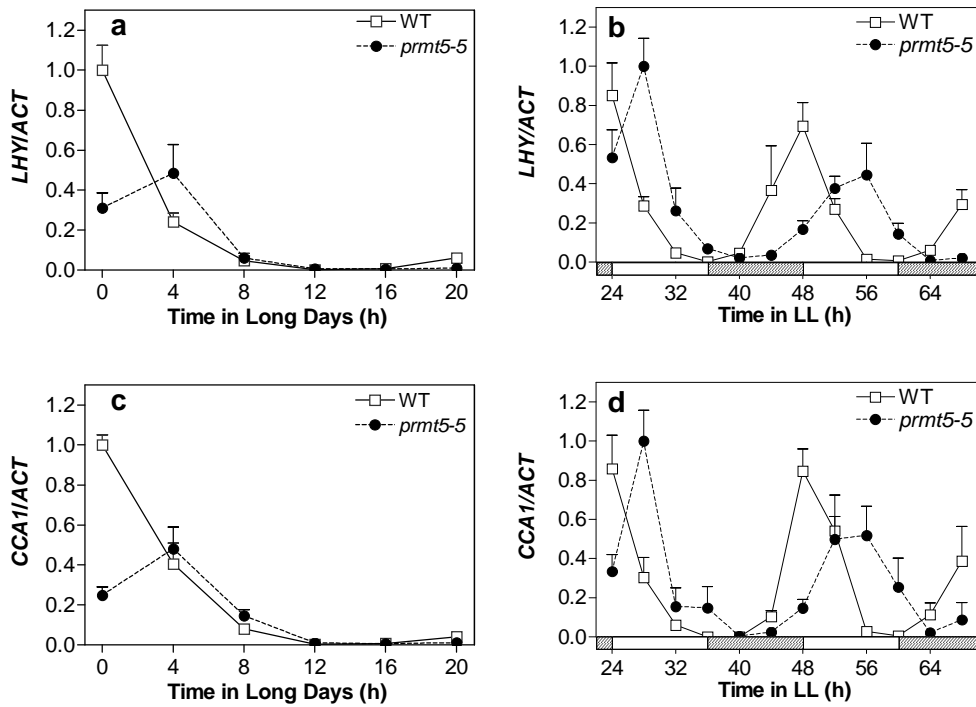 a
WT
prmt5-5
LHY/ACT
1.2
1.0
0.8
0.6
0.4
0.2
0.0
0 4 8 12 16 20
Time in Long Days (h)
b
WT
prmt5-5
LHY/ACT
1.2
1.0
0.8
0.6
0.4
0.2
0.0
24 32 40 48 56 64
Time in LL (h)
c
WT
prmt5-5
CCA1/ACT
1.2
1.0
0.8
0.6
0.4
0.2
0.0
0 4 8 12 16 20
Time in Long Days (h)
d
WT
prmt5-5
CCA1/ACT
1.2
1.0
0.8
0.6
0.4
0.2
0.0
24 32 40 48 56 64
Time in LL (h)